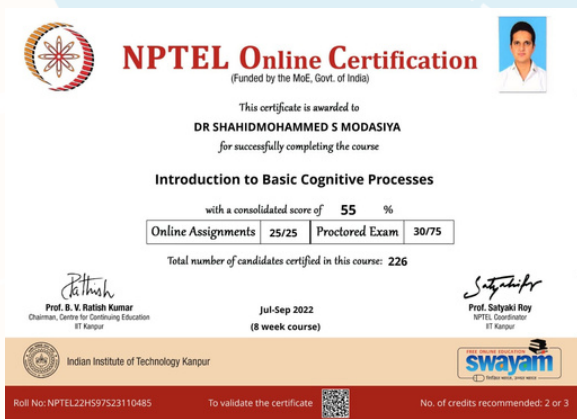 NPTEL Online Certification
(Funded by the MoE, Govt. of India)
This certificate is awarded to
DR SHAHIDMOHAMMED S MODASIYA
for successfully completing the course
Introduction to Basic Cognitive Processes
with a consolidated score of 55 %
Online Assignments 25/25 Proctored Exam 30/75
Total number of candidates certified in this course: 226
Prof. B. V. Ratish Kumar
Chairman, Centre for Continuing Education
IIT Kanpur
Jul-Sep 2022
(8 week course)
Prof. Satyaki Roy
NPTEL Coordinator
IIT Kanpur
Indian Institute of Technology Kanpur
FREE ONLINE EDUCATION
swayam
Roll No: NPTEL22HS97S23110485 To validate the certificate No. of credits recommended: 2 or 3